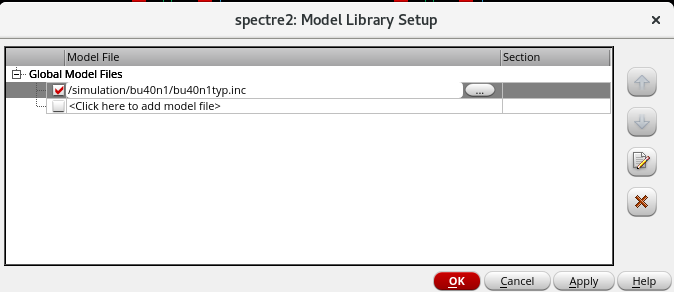 spectre2: Model Library Setup
Model File Section
Global Model Files
/simulation/bu40n1/bu40n1typ.inc ...
<Click here to add model file>
OK Cancel Apply Help